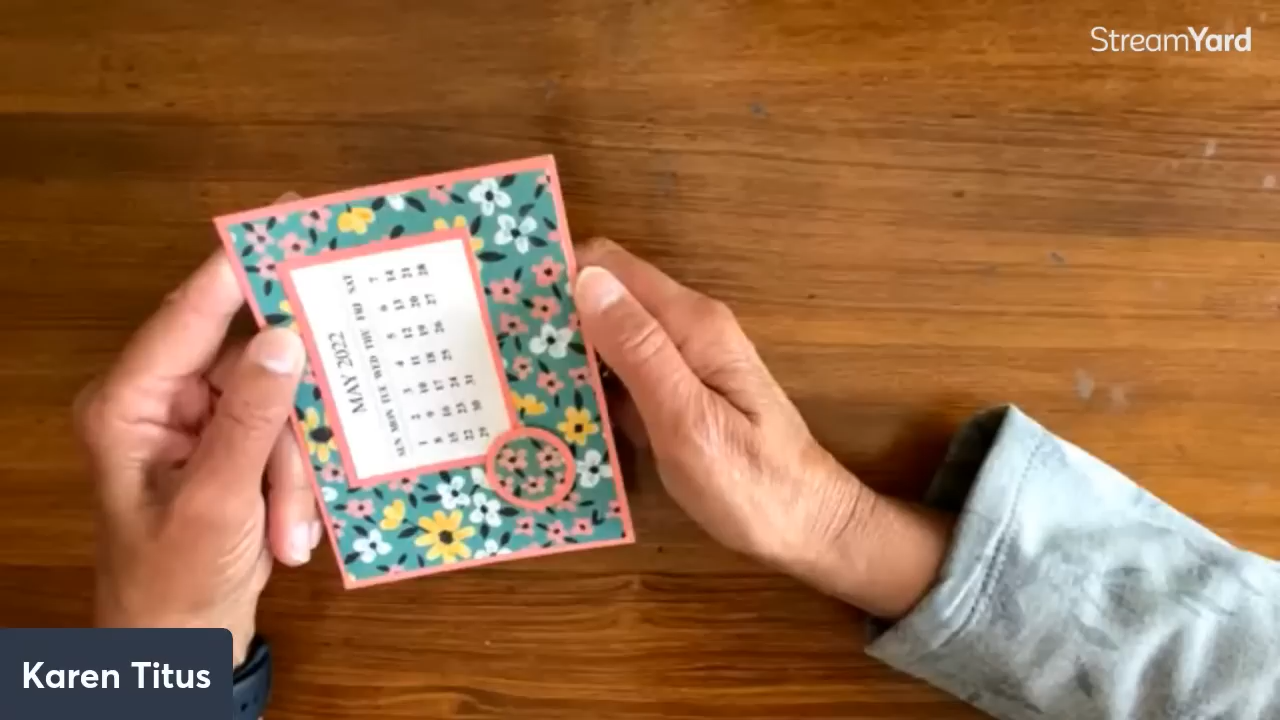 StreamYard
MAY 2022
SUN MON TUE WED THU FRI SAT
1 2 3 4 5 6 7
8 9 10 11 12 13 14
15 16 17 18 19 20 21
22 23 24 25 26 27 28
29 30 31
Karen Titus